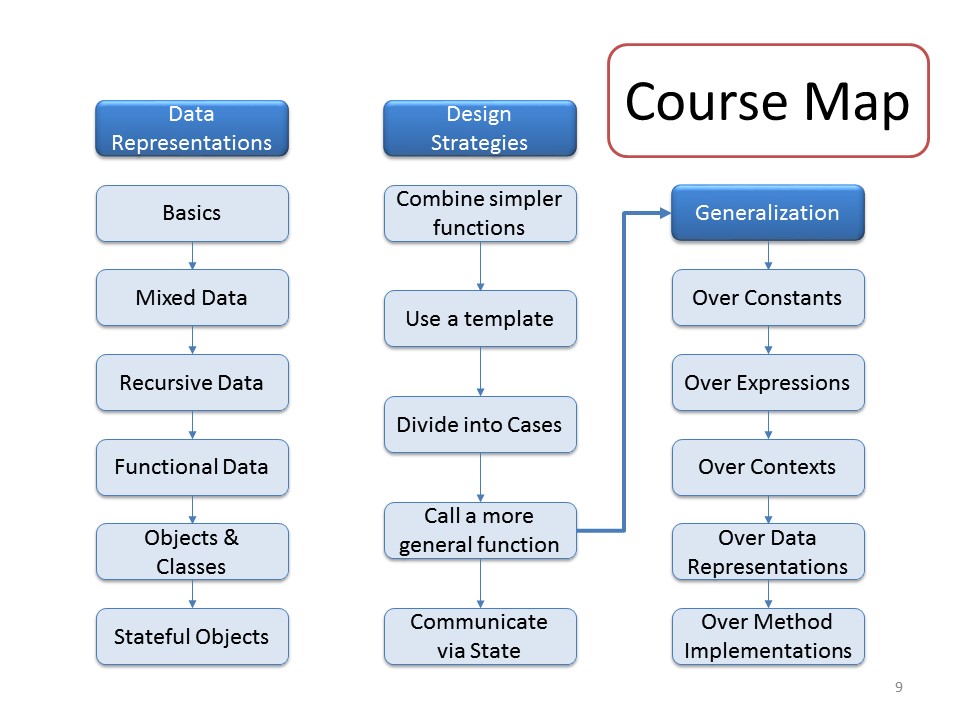 Course Map
Data
Representations
Basics
Mixed Data
Recursive Data
Functional Data
Objects &
Classes
Stateful Objects
Design
Strategies
Combine simpler
functions
Use a template
Divide into Cases
Call a more
general function
Communicate
via State
Generalization
Over Constants
Over Expressions
Over Contexts
Over Data
Representations
Over Method
Implementations
9